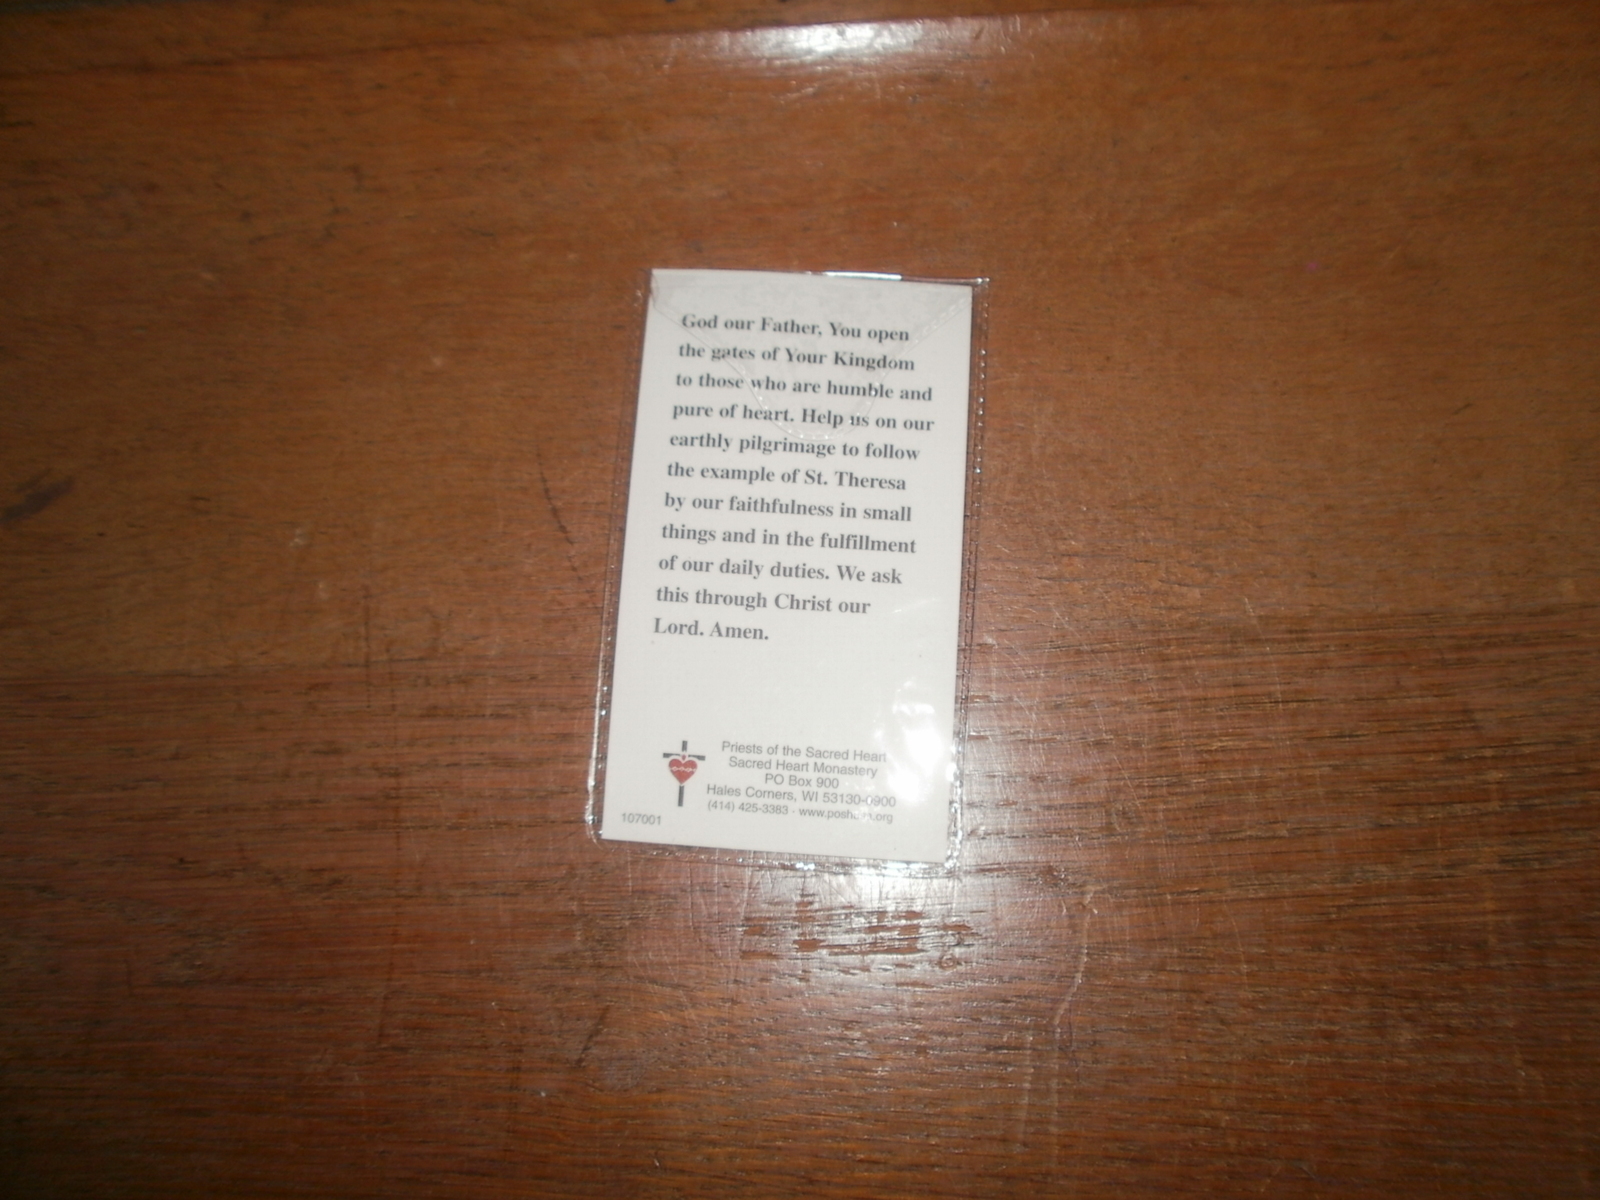 God our Father, You open
the gates of Your Kingdom
to those who are humble and
pure of heart. Help us on our
earthly pilgrimage to follow
the example of St. Theresa
by our faithfulness in small
things and in the fulfillment
of our daily duties. We ask
this through Christ our
Lord. Amen.
Priests of the Sacred Heart
Sacred Heart Monastery
PO Box 900
Hales Corners, WI 53130-0900
(414) 425-3383 -
107001